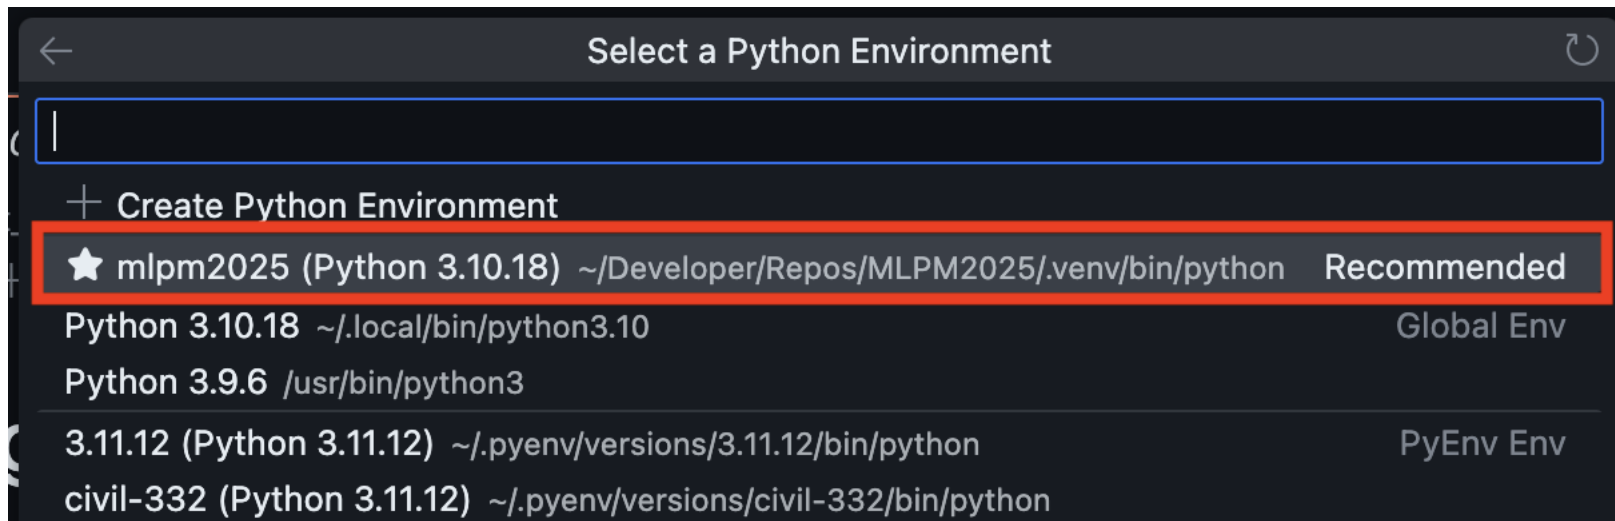 Select a Python Environment
Create Python Environment
mlpm2025 (Python 3.10.18) ~/Developer/Repos/MLPM2025/.venv/bin/python Recommended
Python 3.10.18 ~/.local/bin/python3.10 Global Env
Python 3.9.6 /usr/bin/python3
3.11.12 (Python 3.11.12) ~/.pyenv/versions/3.11.12/bin/python PyEnv Env
civil-332 (Python 3.11.12) ~/.pyenv/versions/civil-332/bin/python